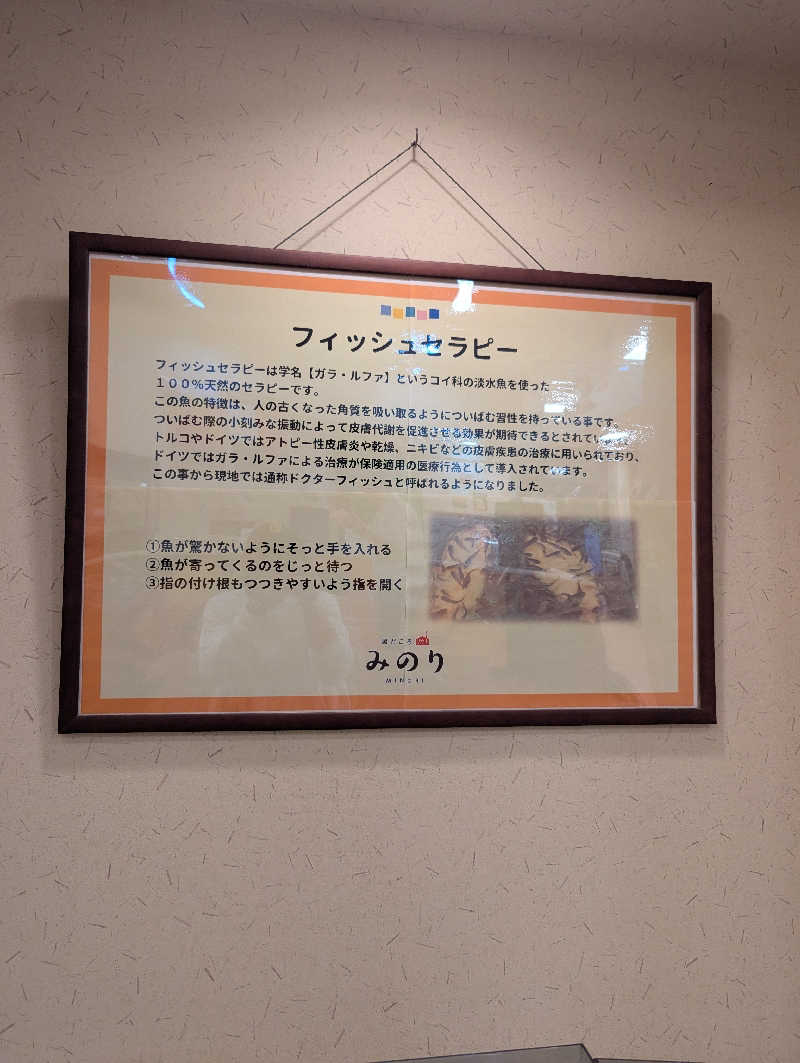 フィッシュセラピー
フィッシュセラピーは学名【ガラ・ルファ】というコイ科の淡水魚を使った
１００％天然のセラピーです。
この魚の特徴は、人の古くなった角質を吸い取るようについばむ習性を持っている事です。
ついばむ際の小刻みな振動によって皮膚代謝を促進させる効果が期待できるとされてい
トルコやドイツではアトピー性皮膚炎や乾燥、ニキビなどの皮膚疾患の治療に用いられており、
ドイツではガラ・ルファによる治療が保険適用の医療行為として導入されています。
この事から現地では通称ドクターフィッシュと呼ばれるようになりました。
①魚が驚かないようにそっと手を入れる
②魚が寄ってくるのをじっと待つ
③指の付け根もつつきやすいよう指を開く
湯どころ
みのり
MINORI